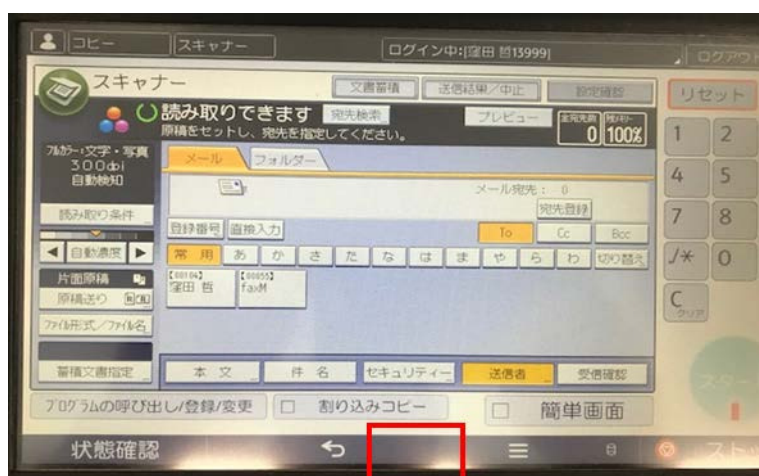 コピー
スキャナー
ログイン中:[窪田 哲13999]
ログアウ
スキャナー
文書蓄積
送信結果/中止
設定確認
リセット
読み取りできます
宛先検索
プレビュー
全宛先数
残メモリー
原稿をセットし、宛先を指定してください。
0
100%
フルカラー:文字・写真
300dpi
自動検知
メール
フォルダー
メール宛先: 0
宛先登録
読み取り条件
登録番号
直接入力
To
Cc
Bcc
自動濃度
常用
あ
か
さ
た
な
は
ま
や
ら
わ
切り替え
片面原稿
原稿送り
[00104]
窪田 哲
[00055]
faxM
ファイル形式/ファイル名
蓄積文書指定
本文
件名
セキュリティー
送信者
受信確認
プログラムの呼び出し/登録/変更
割り込みコピー
簡単画面
1
2
4
5
7
8
./*
0
C
クリア
スター
状態確認
ストッ